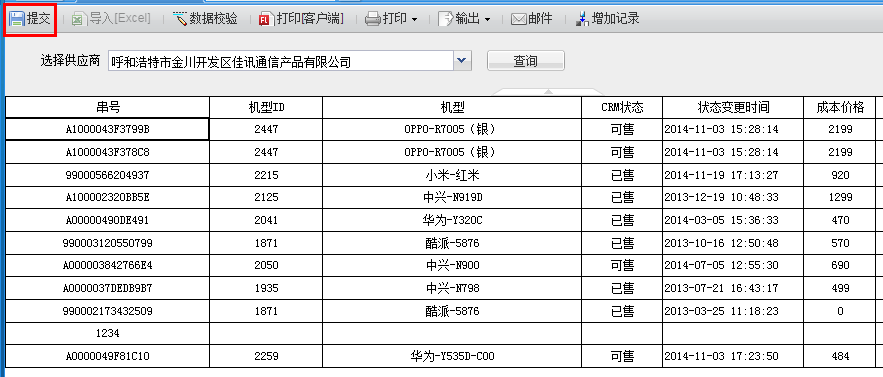 提交 导入[Excel] 数据校验 打印[客户端] 打印 输出 邮件 增加记录
选择供应商 呼和浩特市金川开发区佳讯通信产品有限公司 查询
串号 机型ID 机型 CRM状态 状态变更时间 成本价格
A1000043F3799B 2447 OPPO-R7005（银） 可售 2014-11-03 15:28:14 2199
A1000043F378C8 2447 OPPO-R7005（银） 可售 2014-11-03 15:28:14 2199
99000566204937 2215 小米-红米 已售 2014-11-19 17:13:27 920
A100002320BB5E 2125 中兴-N919D 已售 2013-12-19 10:48:33 1299
A00000490DE491 2041 华为-Y320C 已售 2014-03-05 15:36:33 470
990003120550799 1871 酷派-5876 已售 2013-10-16 12:50:48 570
A000003842766E4 2050 中兴-N900 可售 2014-07-05 12:55:30 690
A0000037DEDB9B7 1935 中兴-N798 已售 2013-07-21 16:43:17 499
990002173432509 1871 酷派-5876 已售 2013-03-25 11:18:23 0
1234
A0000049F81C10 2259 华为-Y535D-C00 可售 2014-11-03 17:23:50 484